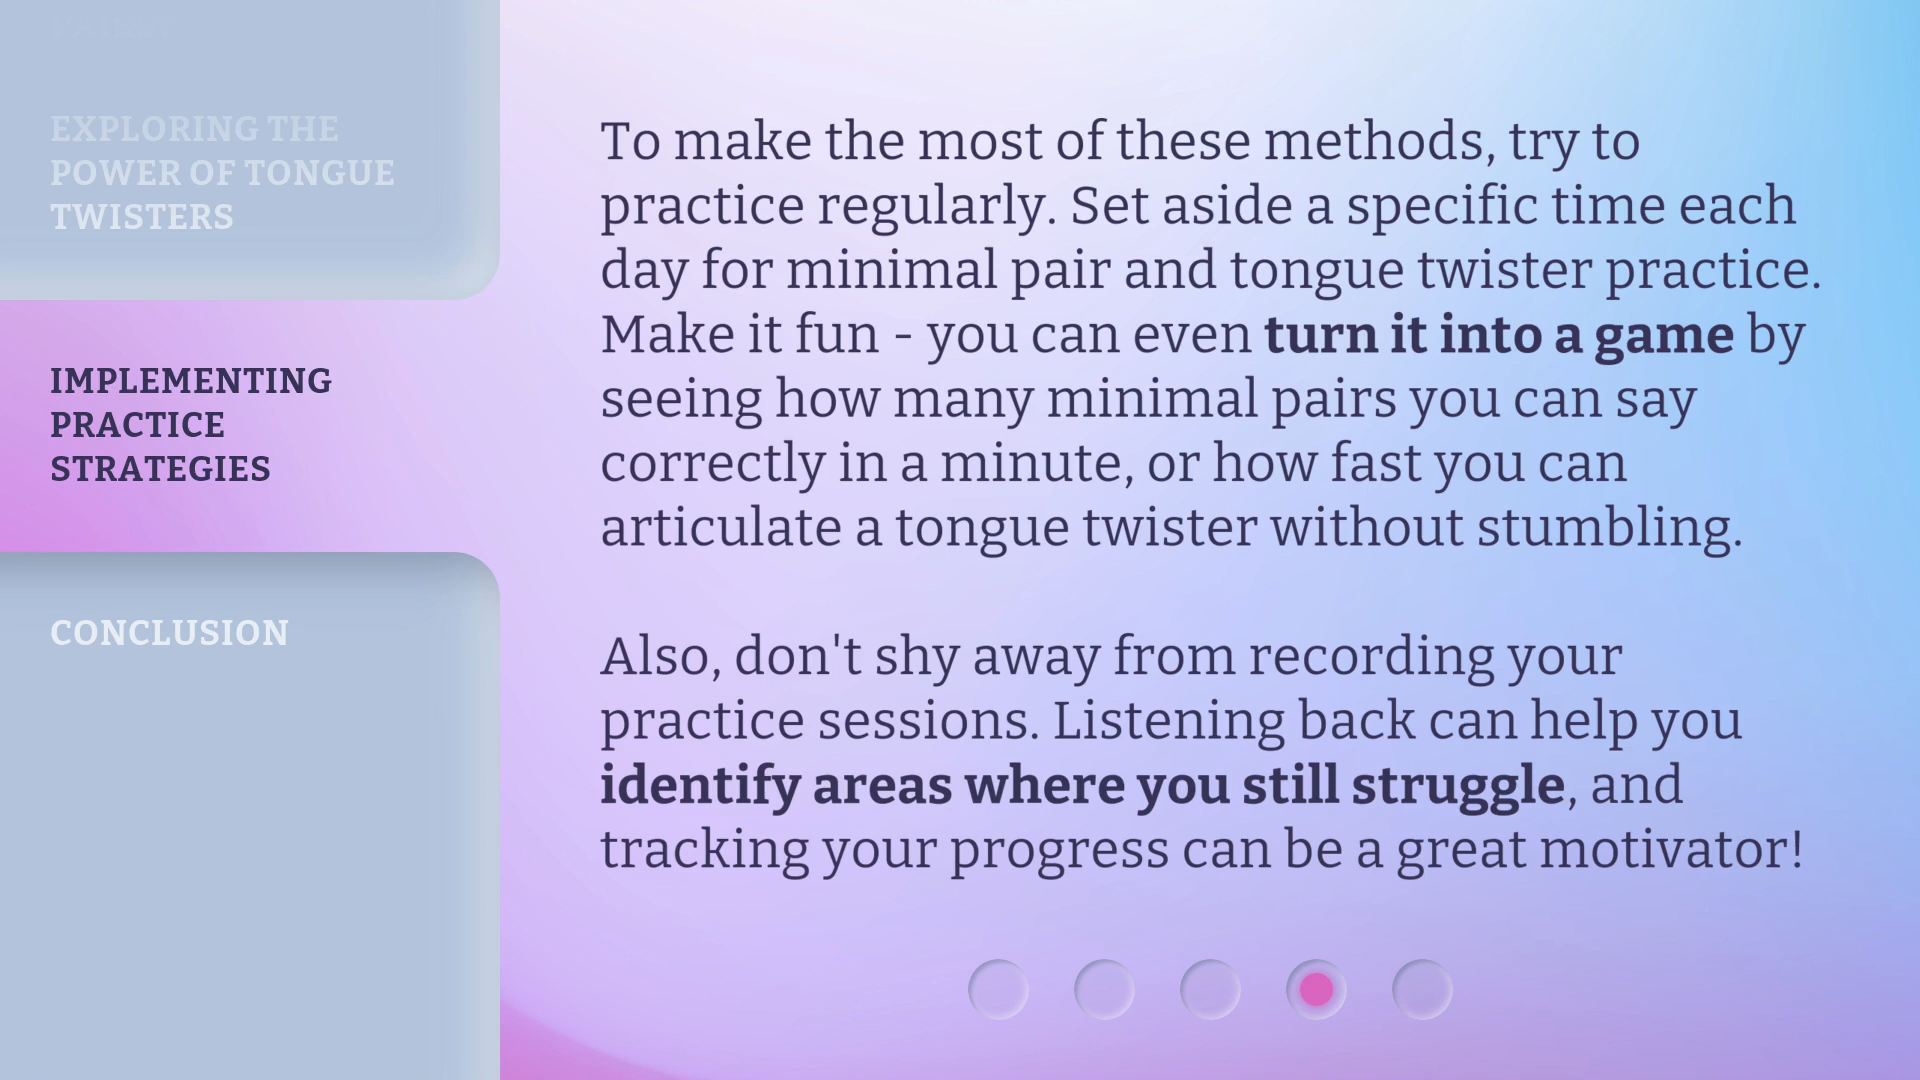 EXPLORING THE
POWER OF TONGUE
TWISTERS
IMPLEMENTING
PRACTICE
STRATEGIES
CONCLUSION
To make the most of these methods, try to
practice regularly. Set aside a specific time each
day for minimal pair and tongue twister practice.
Make it fun - you can even turn it into a game by
seeing how many minimal pairs you can say
correctly in a minute, or how fast you can
articulate a tongue twister without stumbling.
Also, don't shy away from recording your
practice sessions. Listening back can help you
identify areas where you still struggle, and
tracking your progress can be a great motivator!